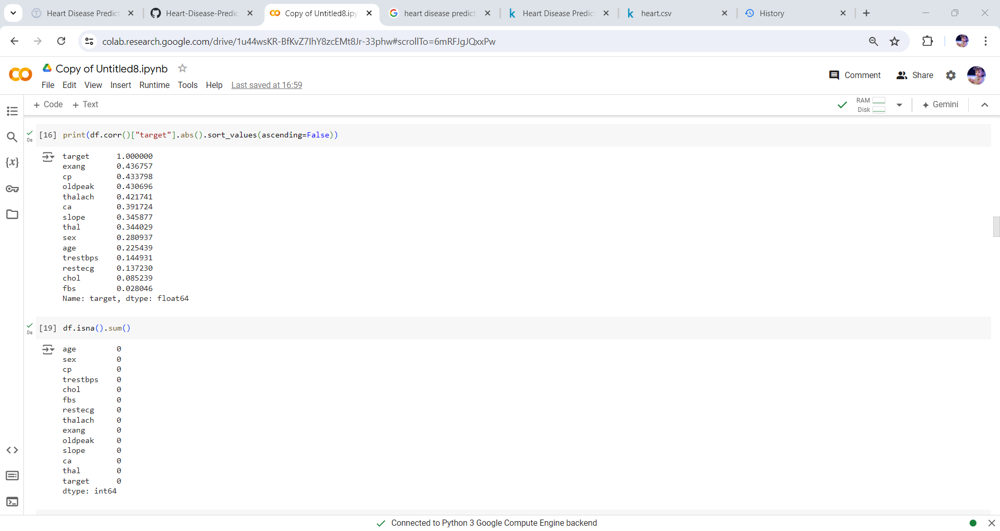 Heart Disease Predict
Heart-Disease-Predic
Copy of Untitled8.ipy
heart disease predict
Heart Disease Predic
heart.csv
History
colab.research.google.com/drive/1u44wsKR-BfKvZ7IhY8zcEMt8Jr-33phw#scrollTo=6mRFJgJQxxPw
Copy of Untitled8.ipynb
Comment
Share
File Edit View Insert Runtime Tools Help Last saved at 16:59
+ Code + Text
RAM
Disk
Gemini
[16] print(df.corr()["target"].abs().sort_values(ascending=False))
0s
target 1.000000
exang 0.436757
cp 0.433798
oldpeak 0.430696
thalach 0.421741
ca 0.391724
slope 0.345877
thal 0.344029
sex 0.280937
age 0.225439
trestbps 0.144931
restecg 0.137230
chol 0.085239
fbs 0.028046
Name: target, dtype: float64
[19] df.isna().sum()
0s
age 0
sex 0
cp 0
trestbps 0
chol 0
fbs 0
restecg 0
thalach 0
exang 0
oldpeak 0
slope 0
ca 0
thal 0
target 0
dtype: int64
Connected to Python 3 Google Compute Engine backend